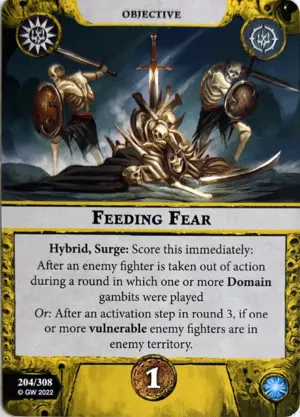 OBJECTIVE
FEEDING FEAR
Hybrid, Surge: Score this immediately:
After an enemy fighter is taken out of action
during a round in which one or more Domain
gambits were played
Or: After an activation step in round 3, if one
or more vulnerable enemy fighters are in
enemy territory.
204/308
© GW 2022
1